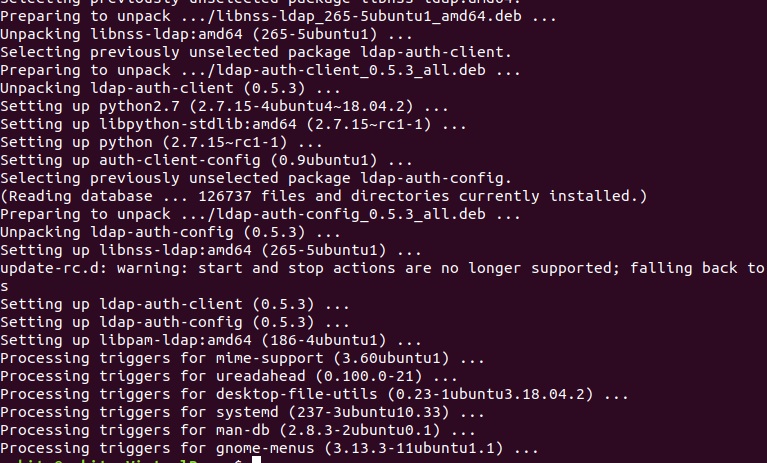 Selecting previously unselected package libnss-ldap:amd64.
Preparing to unpack .../libnss-ldap_265-5ubuntu1_amd64.deb ...
Unpacking libnss-ldap:amd64 (265-5ubuntu1) ...
Selecting previously unselected package ldap-auth-client.
Preparing to unpack .../ldap-auth-client_0.5.3_all.deb ...
Unpacking ldap-auth-client (0.5.3) ...
Setting up python2.7 (2.7.15-4ubuntu4~18.04.2) ...
Setting up libpython-stdlib:amd64 (2.7.15~rc1-1) ...
Setting up python (2.7.15~rc1-1) ...
Setting up auth-client-config (0.9ubuntu1) ...
Selecting previously unselected package ldap-auth-config.
(Reading database ... 126737 files and directories currently installed.)
Preparing to unpack .../ldap-auth-config_0.5.3_all.deb ...
Unpacking ldap-auth-config (0.5.3) ...
Setting up libnss-ldap:amd64 (265-5ubuntu1) ...
update-rc.d: warning: start and stop actions are no longer supported; falling back to
s
Setting up ldap-auth-client (0.5.3) ...
Setting up ldap-auth-config (0.5.3) ...
Setting up libpam-ldap:amd64 (186-4ubuntu1) ...
Processing triggers for mime-support (3.60ubuntu1) ...
Processing triggers for ureadahead (0.100.0-21) ...
Processing triggers for desktop-file-utils (0.23-1ubuntu3.18.04.2) ...
Processing triggers for systemd (237-3ubuntu10.33) ...
Processing triggers for man-db (2.8.3-2ubuntu0.1) ...
Processing triggers for gnome-menus (3.13.3-11ubuntu1.1) ...